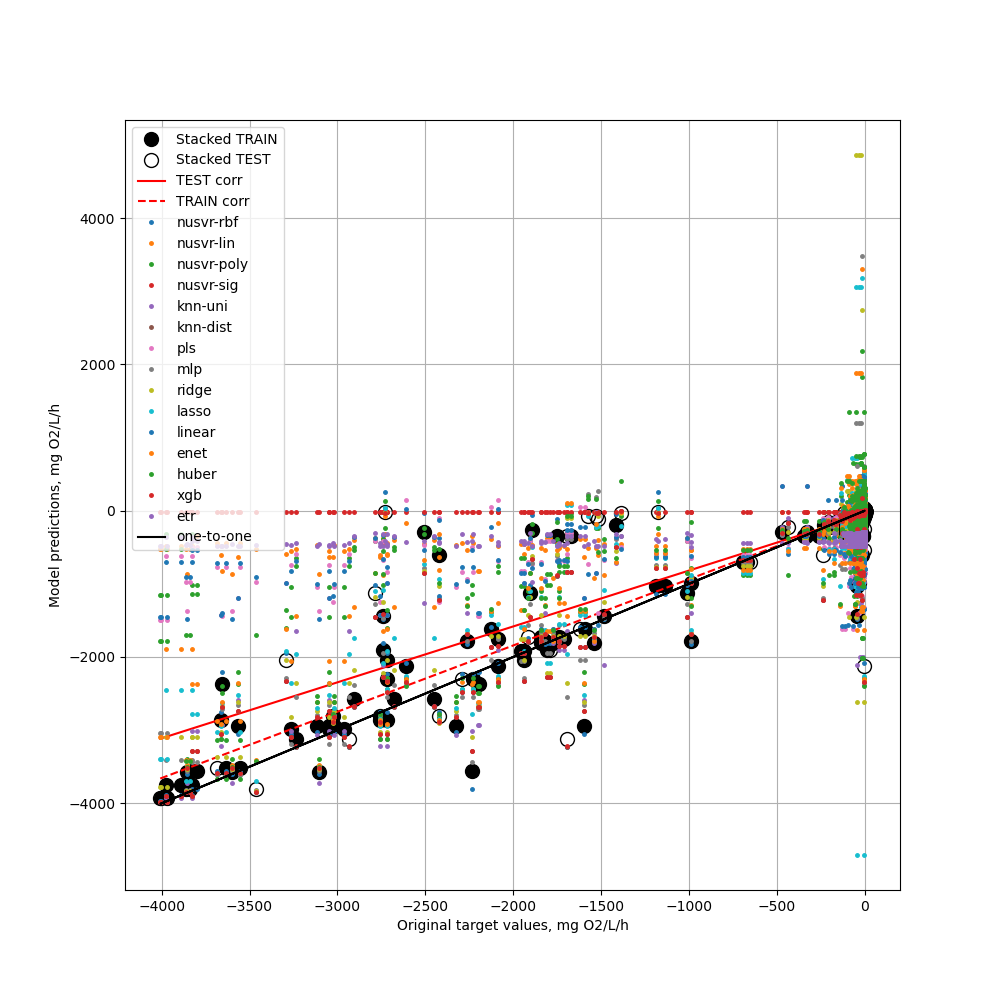 Stacked TRAIN
Stacked TEST
TEST corr
TRAIN corr
nusvr-rbf
nusvr-lin
nusvr-poly
nusvr-sig
knn-uni
knn-dist
pls
mlp
ridge
lasso
linear
enet
huber
xgb
etr
one-to-one
4000
2000
0
−2000
−4000
Model predictions, mg O2/L/h
−4000 −3500 −3000 −2500 −2000 −1500 −1000 −500 0
Original target values, mg O2/L/h